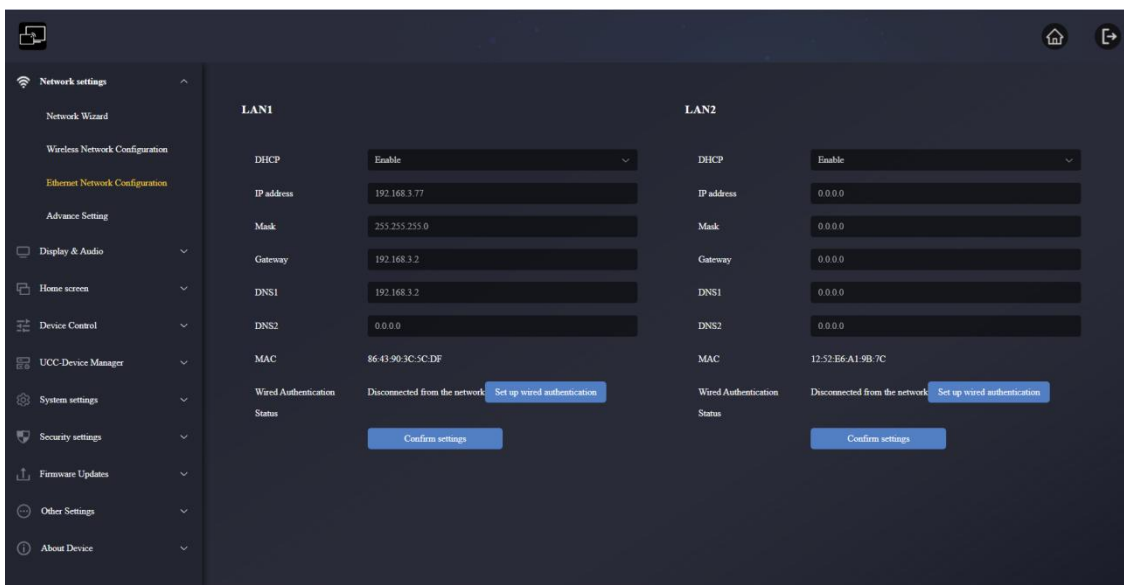 Network settings
Network Wizard
Wireless Network Configuration
Ethernet Network Configuration
Advance Setting
Display & Audio
Home screen
Device Control
UCC-Device Manager
System settings
Security settings
Firmware Updates
Other Settings
About Device
LAN1
DHCP Enable
IP address 192.168.3.77
Mask 255.255.255.0
Gateway 192.168.3.2
DNS1 192.168.3.2
DNS2 0.0.0.0
MAC 86:43:90:3C:5C:DF
Wired Authentication Disconnected from the network Set up wired authentication
Status
Confirm settings
LAN2
DHCP Enable
IP address 0.0.0.0
Mask 0.0.0.0
Gateway 0.0.0.0
DNS1 0.0.0.0
DNS2 0.0.0.0
MAC 12:52:E6:A1:9B:7C
Wired Authentication Disconnected from the network Set up wired authentication
Status
Confirm settings